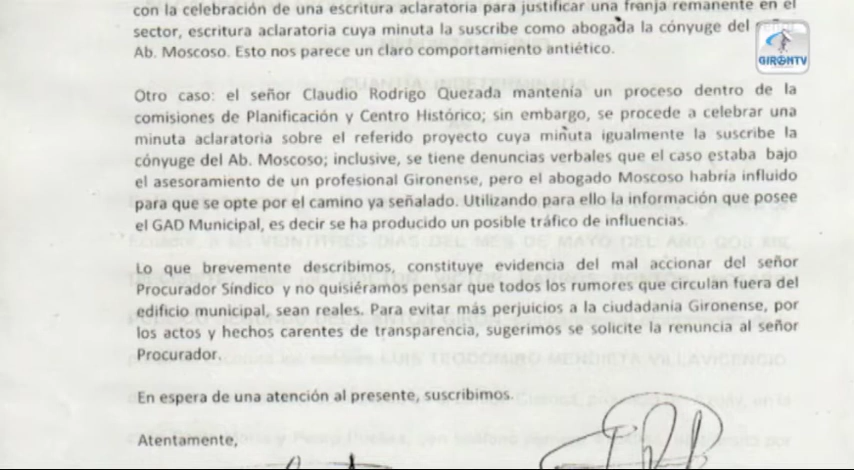 con la celebración de una escritura aclaratoria para justificar una franja remanente en el
sector, escritura aclaratoria cuya minuta la suscribe como abogada la cónyuge del señor
Ab. Moscoso. Esto nos parece un claro comportamiento antiético.
GIRONTV
Otro caso: el señor Claudio Rodrigo Quezada mantenía un proceso dentro de la
comisiones de Planificación y Centro Histórico; sin embargo, se procede a celebrar una
minuta aclaratoria sobre el referido proyecto cuya minuta igualmente la suscribe la
cónyuge del Ab. Moscoso; inclusive, se tiene denuncias verbales que el caso estaba bajo
el asesoramiento de un profesional Gironense, pero el abogado Moscoso habría influido
para que se opte por el camino ya señalado. Utilizando para ello la información que posee
el GAD Municipal, es decir se ha producido un posible tráfico de influencias.
Lo que brevemente describimos, constituye evidencia del mal accionar del señor
Procurador Síndico y no quisiéramos pensar que todos los rumores que circulan fuera del
edificio municipal, sean reales. Para evitar más perjuicios a la ciudadanía Gironense, por
los actos y hechos carentes de transparencia, sugerimos se solicite la renuncia al señor
Procurador.
En espera de una atención al presente, suscribimos.
Atentamente,